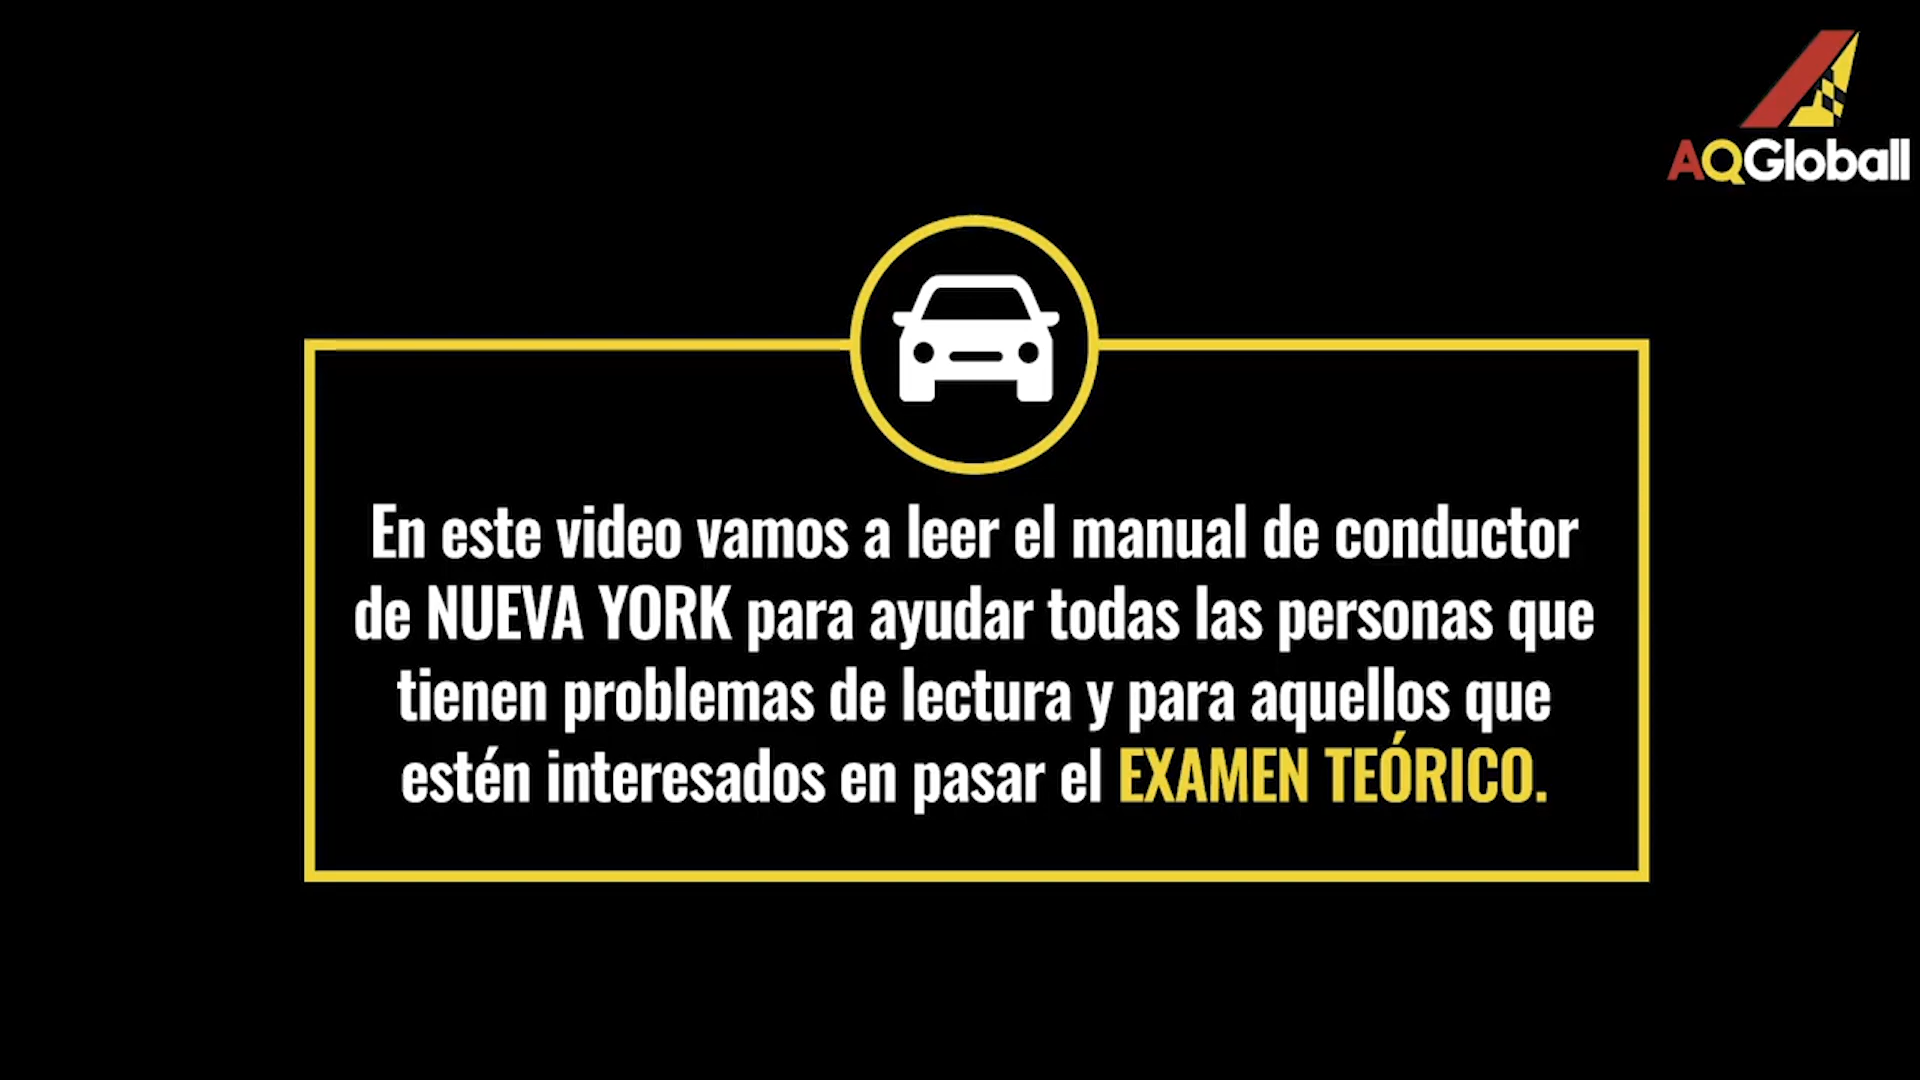 AQGloball
En este video vamos a leer el manual de conductor
de NUEVA YORK para ayudar todas las personas que
tienen problemas de lectura y para aquellos que
estén interesados en pasar el EXAMEN TEÓRICO.